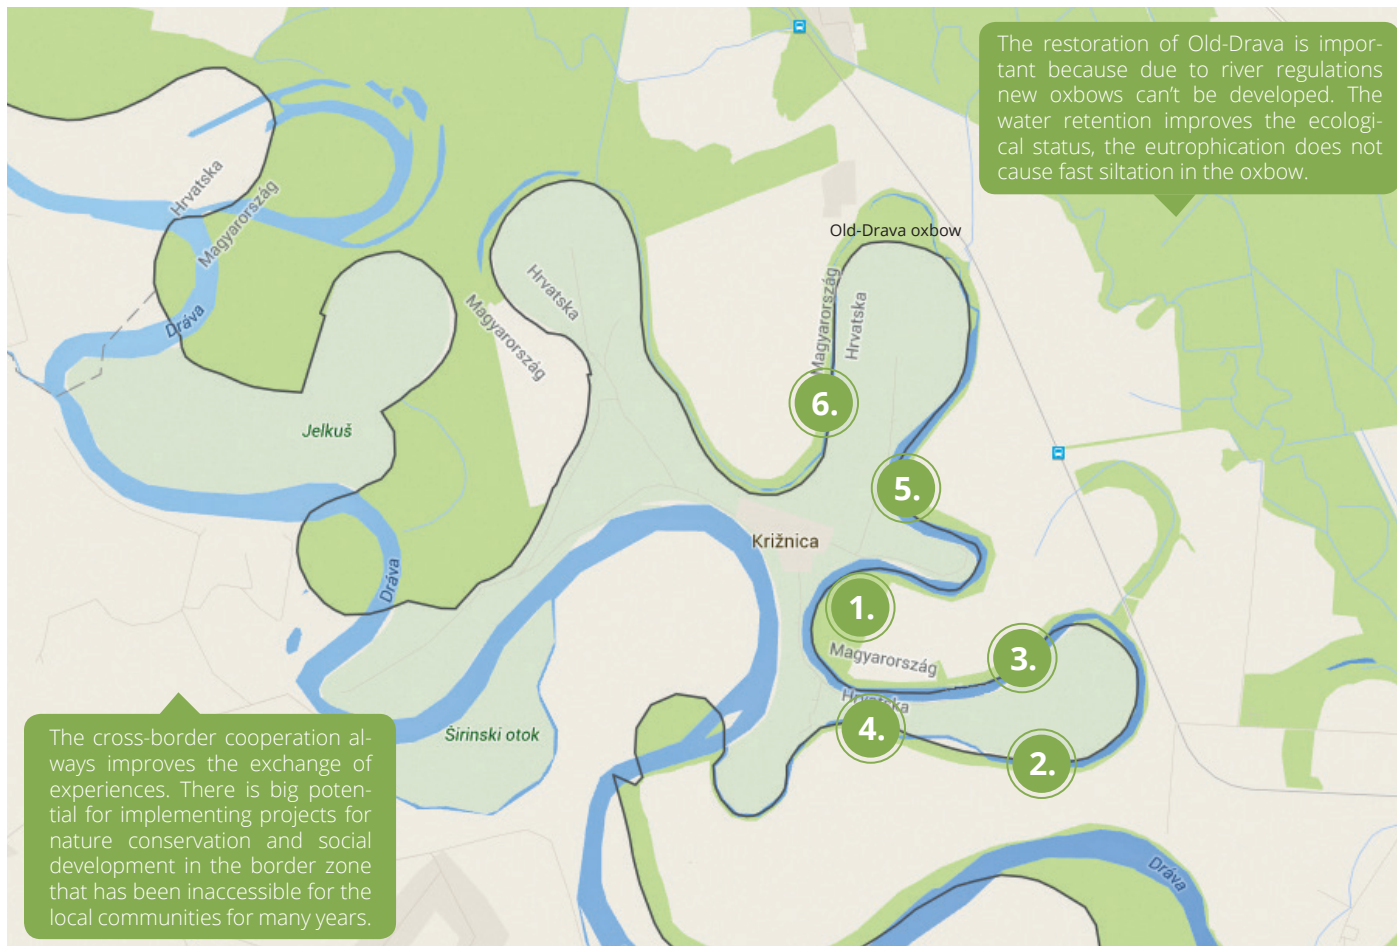 The restoration of Old-Drava is impor-
tant because due to river regulations
new oxbows can't be developed. The
water retention improves the ecologi-
cal status, the eutrophication does not
cause fast siltation in the oxbow.
Hrvatska
Magyarország
Old-Drava oxbow
Hrvatska
Magyarország
Hrvatska
Magyarország
Dráva
6.
Jelkuš
5.
Križnica
Dráva
1.
Magyarország
3.
Hrvatska
4.
Širinski otok
2.
The cross-border cooperation al-
ways improves the exchange of
experiences. There is big poten-
tial for implementing projects for
nature conservation and social
development in the border zone
that has been inaccessible for the
local communities for many years.
Dráva